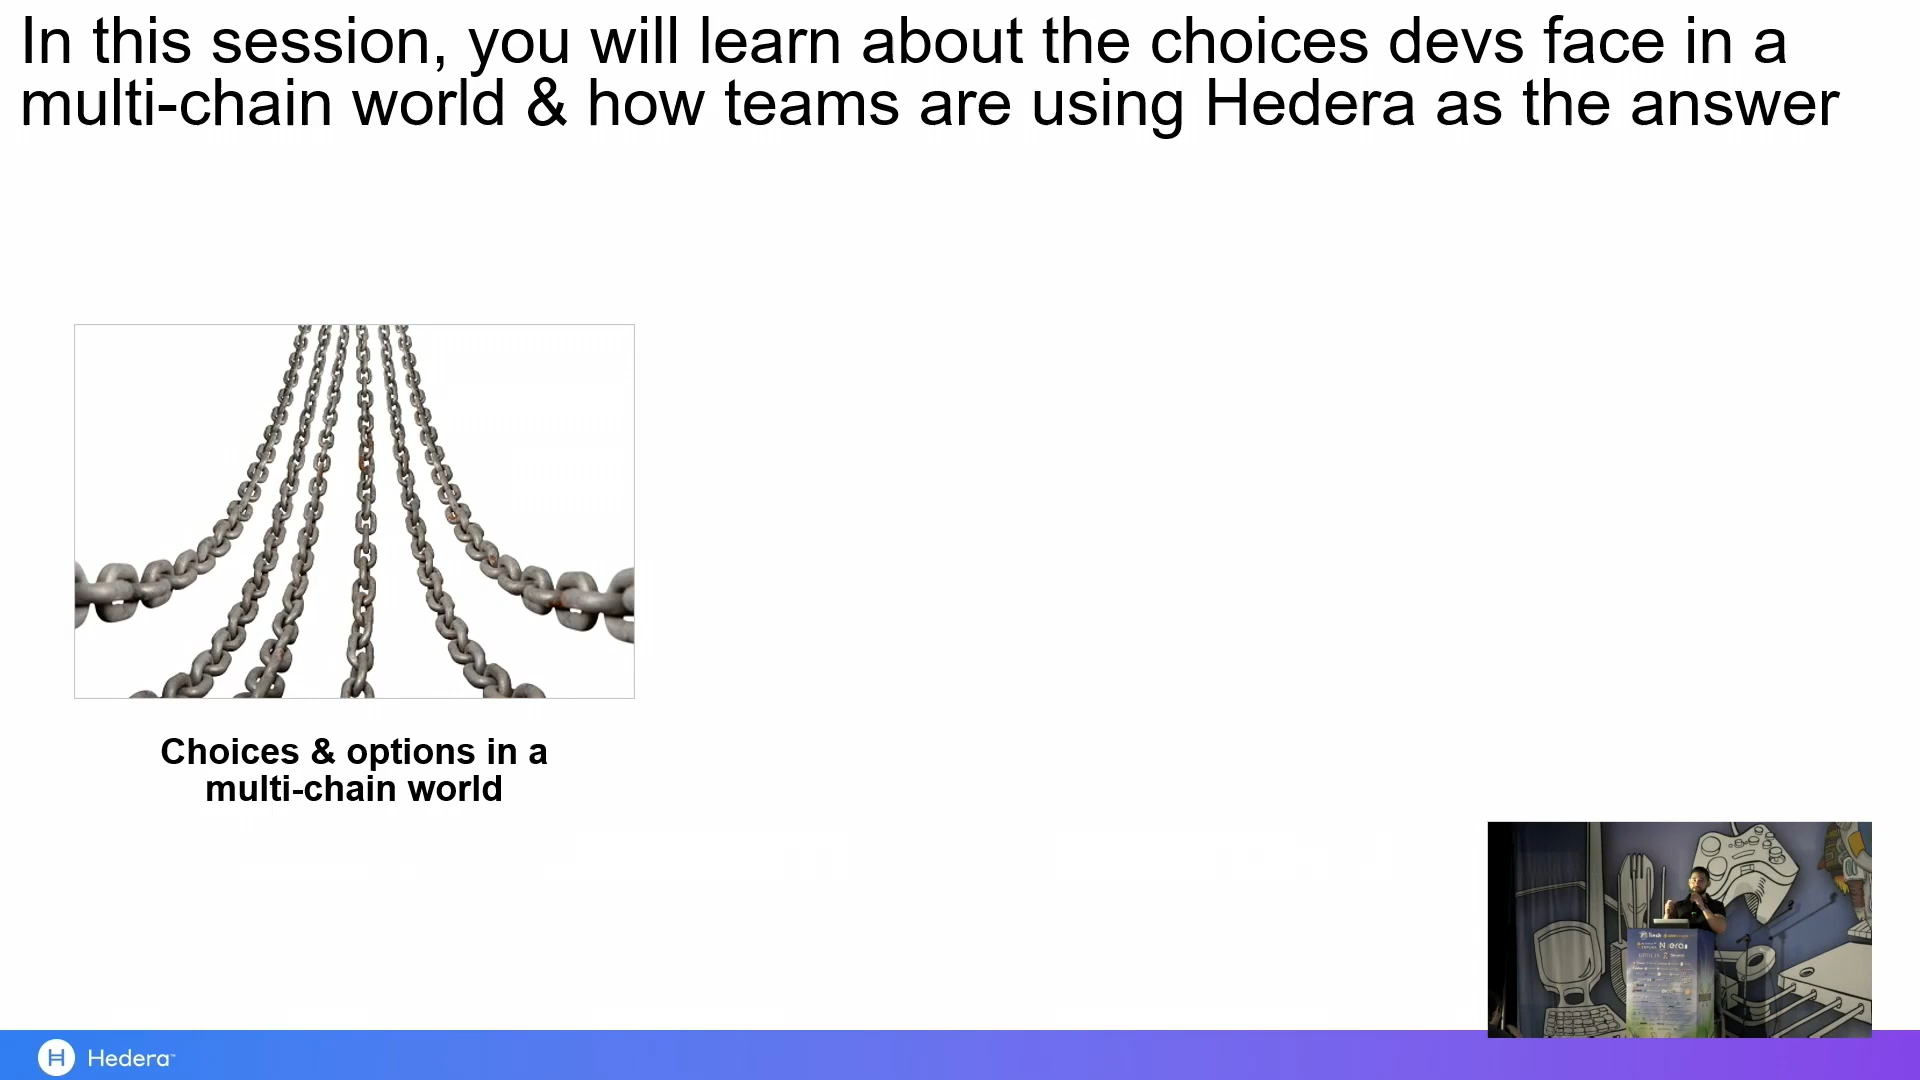 In this session, you will learn about the choices devs face in a
multi-chain world & how teams are using Hedera as the answer
Choices & options in a
multi-chain world
Hedera